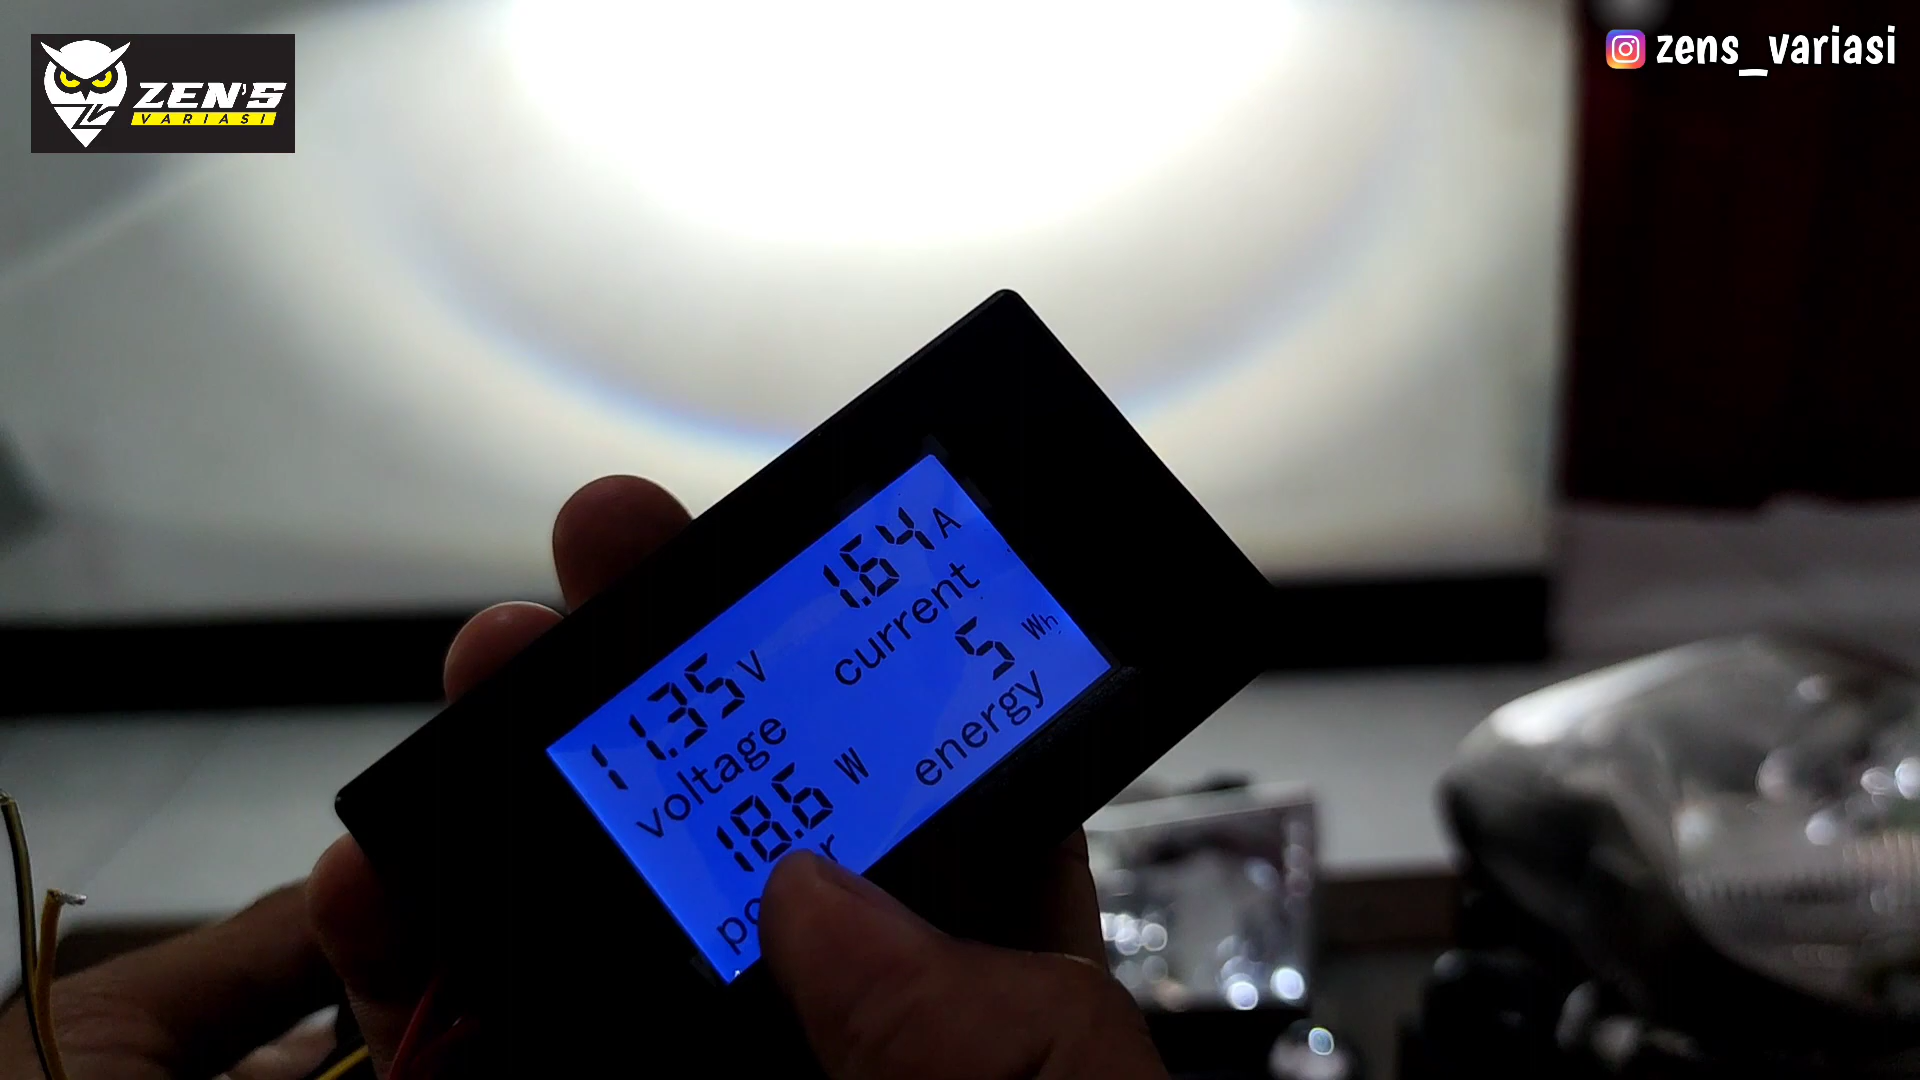 ZEN'S
VARIASI
zens_variasi
11.35 V
voltage
1.64 A
current
18.6 W
5 Wh
energy